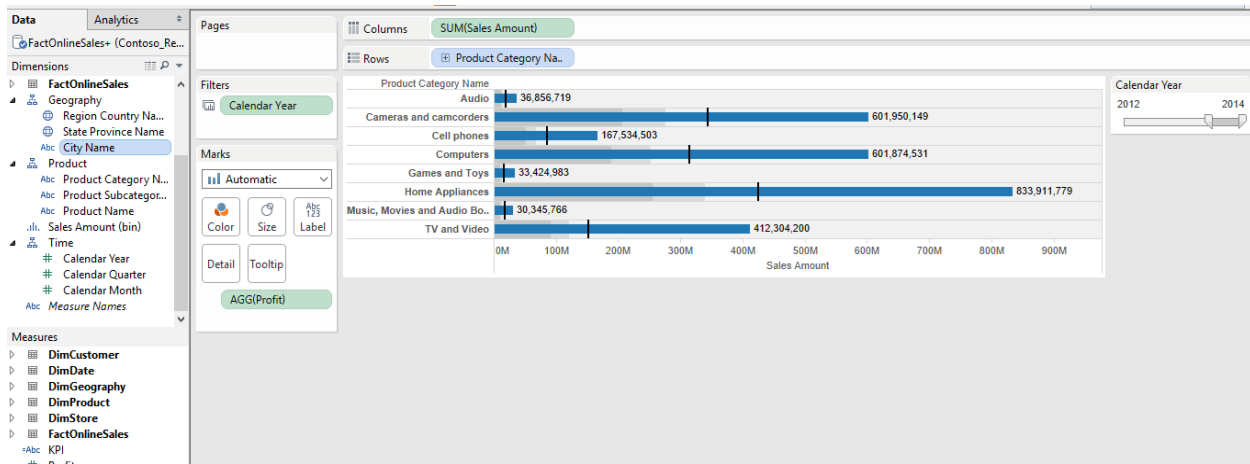 Data
Analytics
FactOnlineSales+ (Contoso_Re...
Dimensions
FactOnlineSales
Geography
Region Country Na...
State Province Name
Abc City Name
Product
Abc Product Category N...
Abc Product Subcategor...
Abc Product Name
Sales Amount (bin)
Time
# Calendar Year
# Calendar Quarter
# Calendar Month
Abc Measure Names
Measures
DimCustomer
DimDate
DimGeography
DimProduct
DimStore
FactOnlineSales
=Abc KPI
Pages
Filters
Calendar Year
Marks
Automatic
Color
Size
Abc
123
Label
Detail
Tooltip
AGG(Profit)
Columns
SUM(Sales Amount)
Rows
Product Category Na..
Product Category Name
Audio 36,856,719
Cameras and camcorders 601,950,149
Cell phones 167,534,503
Computers 601,874,531
Games and Toys 33,424,983
Home Appliances 833,911,779
Music, Movies and Audio Bo.. 30,345,766
TV and Video 412,304,200
0M 100M 200M 300M 400M 500M 600M 700M 800M 900M
Sales Amount
Calendar Year
2012 2014